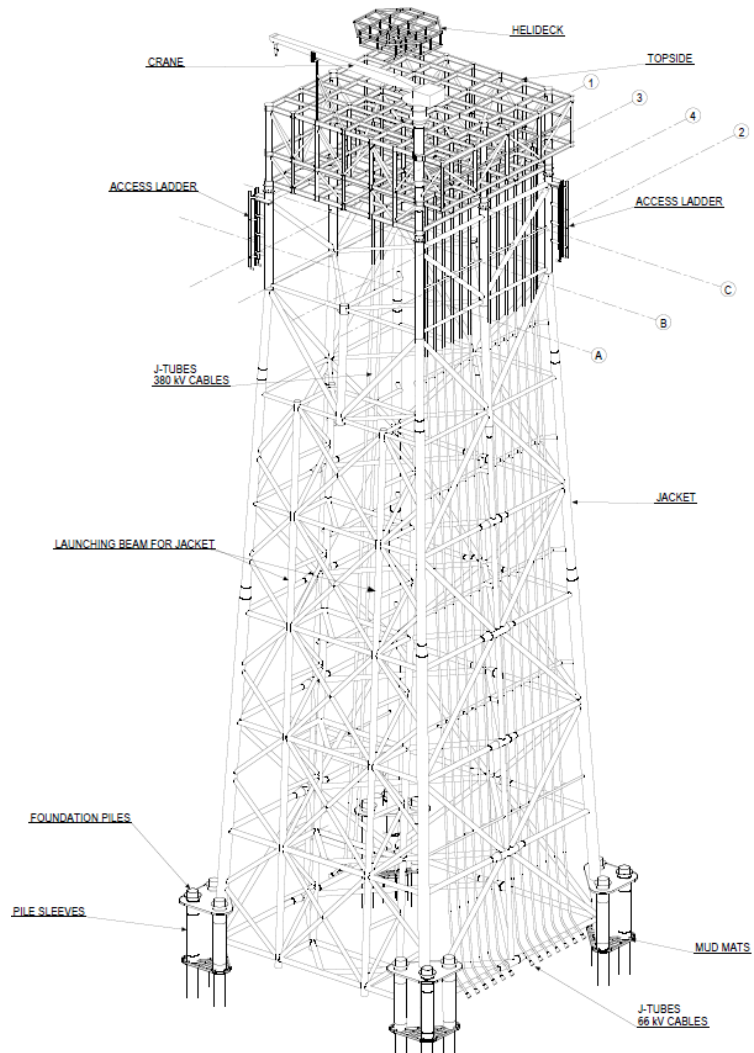 HELIDECK
CRANE
TOPSIDE
1
3
4
2
ACCESS LADDER
ACCESS LADDER
C
B
A
J-TUBES
380 kV CABLES
JACKET
LAUNCHING BEAM FOR JACKET
FOUNDATION PILES
PILE SLEEVES
MUD MATS
J-TUBES
66 kV CABLES